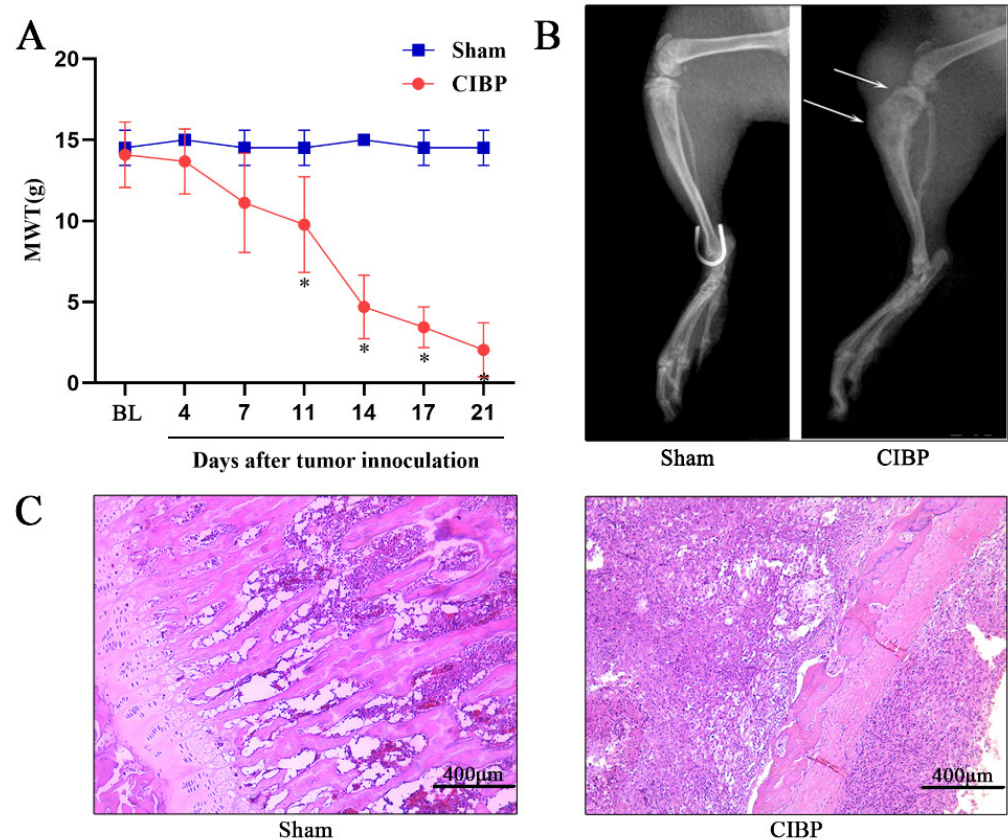 A
Sham
CIBP
20
15
10
5
0
MWT(g)
*
*
*
*
BL 4 7 11 14 17 21
Days after tumor innoculation
B
Sham CIBP
C
400μm
400μm
Sham CIBP